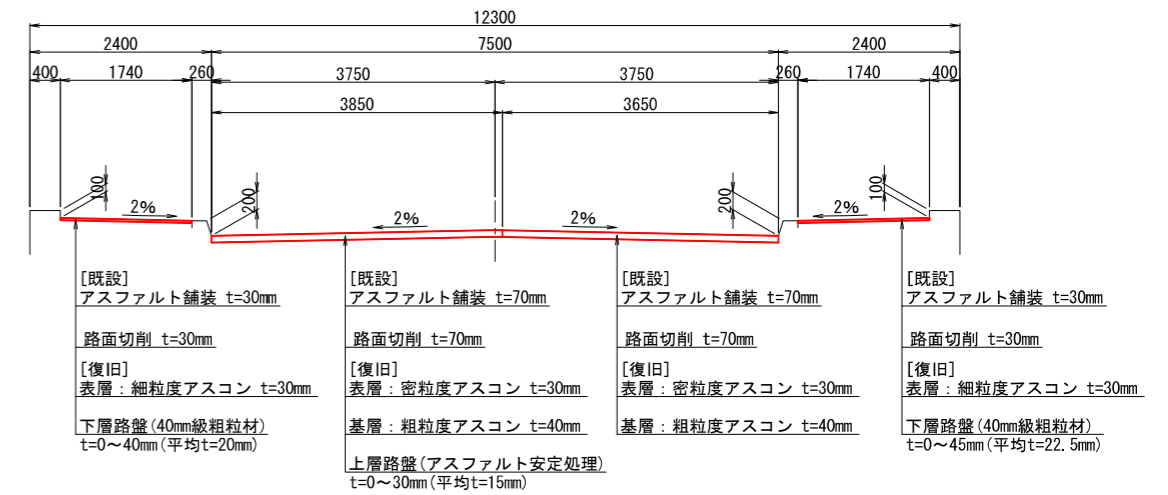 12300
2400 7500 2400
400 1740 260 3750 3750 260 1740 400
3850 3650
100 200 200 100
2% 2% 2% 2%
[既設]
アスファルト舗装 t=30mm
路面切削 t=30mm
[復旧]
表層：細粒度アスコン t=30mm
下層路盤(40mm級粗粒材)
t=0～40mm(平均t=20mm)
[既設]
アスファルト舗装 t=70mm
路面切削 t=70mm
[復旧]
表層：密粒度アスコン t=30mm
基層：粗粒度アスコン t=40mm
上層路盤(アスファルト安定処理)
t=0～30mm(平均t=15mm)
[既設]
アスファルト舗装 t=70mm
路面切削 t=70mm
[復旧]
表層：密粒度アスコン t=30mm
基層：粗粒度アスコン t=40mm
[既設]
アスファルト舗装 t=30mm
路面切削 t=30mm
[復旧]
表層：細粒度アスコン t=30mm
下層路盤(40mm級粗粒材)
t=0～45mm(平均t=22.5mm)